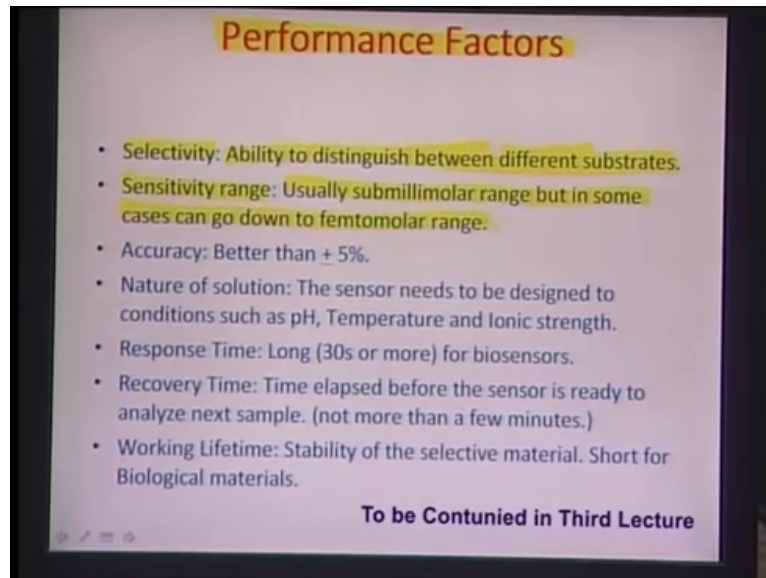 Performance Factors
• Selectivity: Ability to distinguish between different substrates.
• Sensitivity range: Usually submillimolar range but in some
cases can go down to femtomolar range.
• Accuracy: Better than ± 5%.
• Nature of solution: The sensor needs to be designed to
conditions such as pH, Temperature and Ionic strength.
• Response Time: Long (30s or more) for biosensors.
• Recovery Time: Time elapsed before the sensor is ready to
analyze next sample. (not more than a few minutes.)
• Working Lifetime: Stability of the selective material. Short for
Biological materials.
To be Contunied in Third Lecture